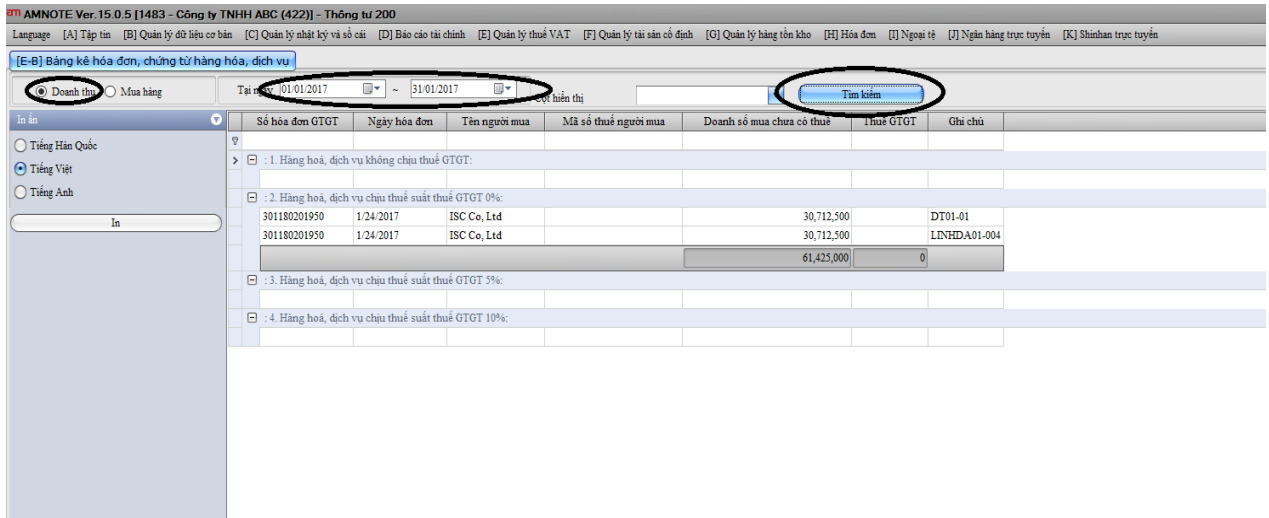 am AMNOTE Ver.15.0.5 [1483 - Công ty TNHH ABC (422)] - Thông tư 200
Language [A] Tập tin [B] Quản lý dữ liệu cơ bản [C] Quản lý nhật ký và sổ cái [D] Báo cáo tài chính [E] Quản lý thuế VAT [F] Quản lý tài sản cố định [G] Quản lý hàng tồn kho [H] Hóa đơn [I] Ngoại tệ [J] Ngân hàng trực tuyến [K] Shinhan trực tuyến
[E-B] Bảng kê hóa đơn, chứng từ hàng hóa, dịch vụ
Doanh thu Mua hàng Tại ngày 01/01/2017 ~ 31/01/2017 Cột hiển thị Tìm kiếm
In ấn Số hóa đơn GTGT Ngày hóa đơn Tên người mua Mã số thuế người mua Doanh số mua chưa có thuế Thuế GTGT Ghi chú
Tiếng Hàn Quốc
: 1. Hàng hoá, dịch vụ không chịu thuế GTGT:
Tiếng Việt
Tiếng Anh
: 2. Hàng hoá, dịch vụ chịu thuế suất thuế GTGT 0%:
In 301180201950 1/24/2017 ISC Co, Ltd 30,712,500 DT01-01
301180201950 1/24/2017 ISC Co, Ltd 30,712,500 LINHDA01-004
61,425,000 0
: 3. Hàng hoá, dịch vụ chịu thuế suất thuế GTGT 5%:
: 4. Hàng hoá, dịch vụ chịu thuế suất thuế GTGT 10%: